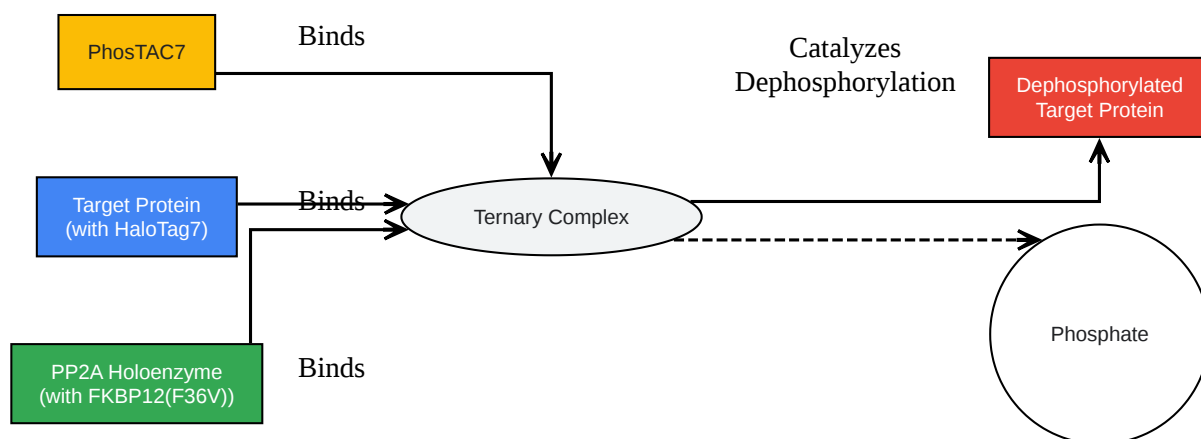 PhosTAC7
Binds
Catalyzes
Dephosphorylation
Dephosphorylated
Target Protein
Target Protein
(with HaloTag7)
Binds
Ternary Complex
Phosphate
PP2A Holoenzyme
(with FKBP12(F36V))
Binds